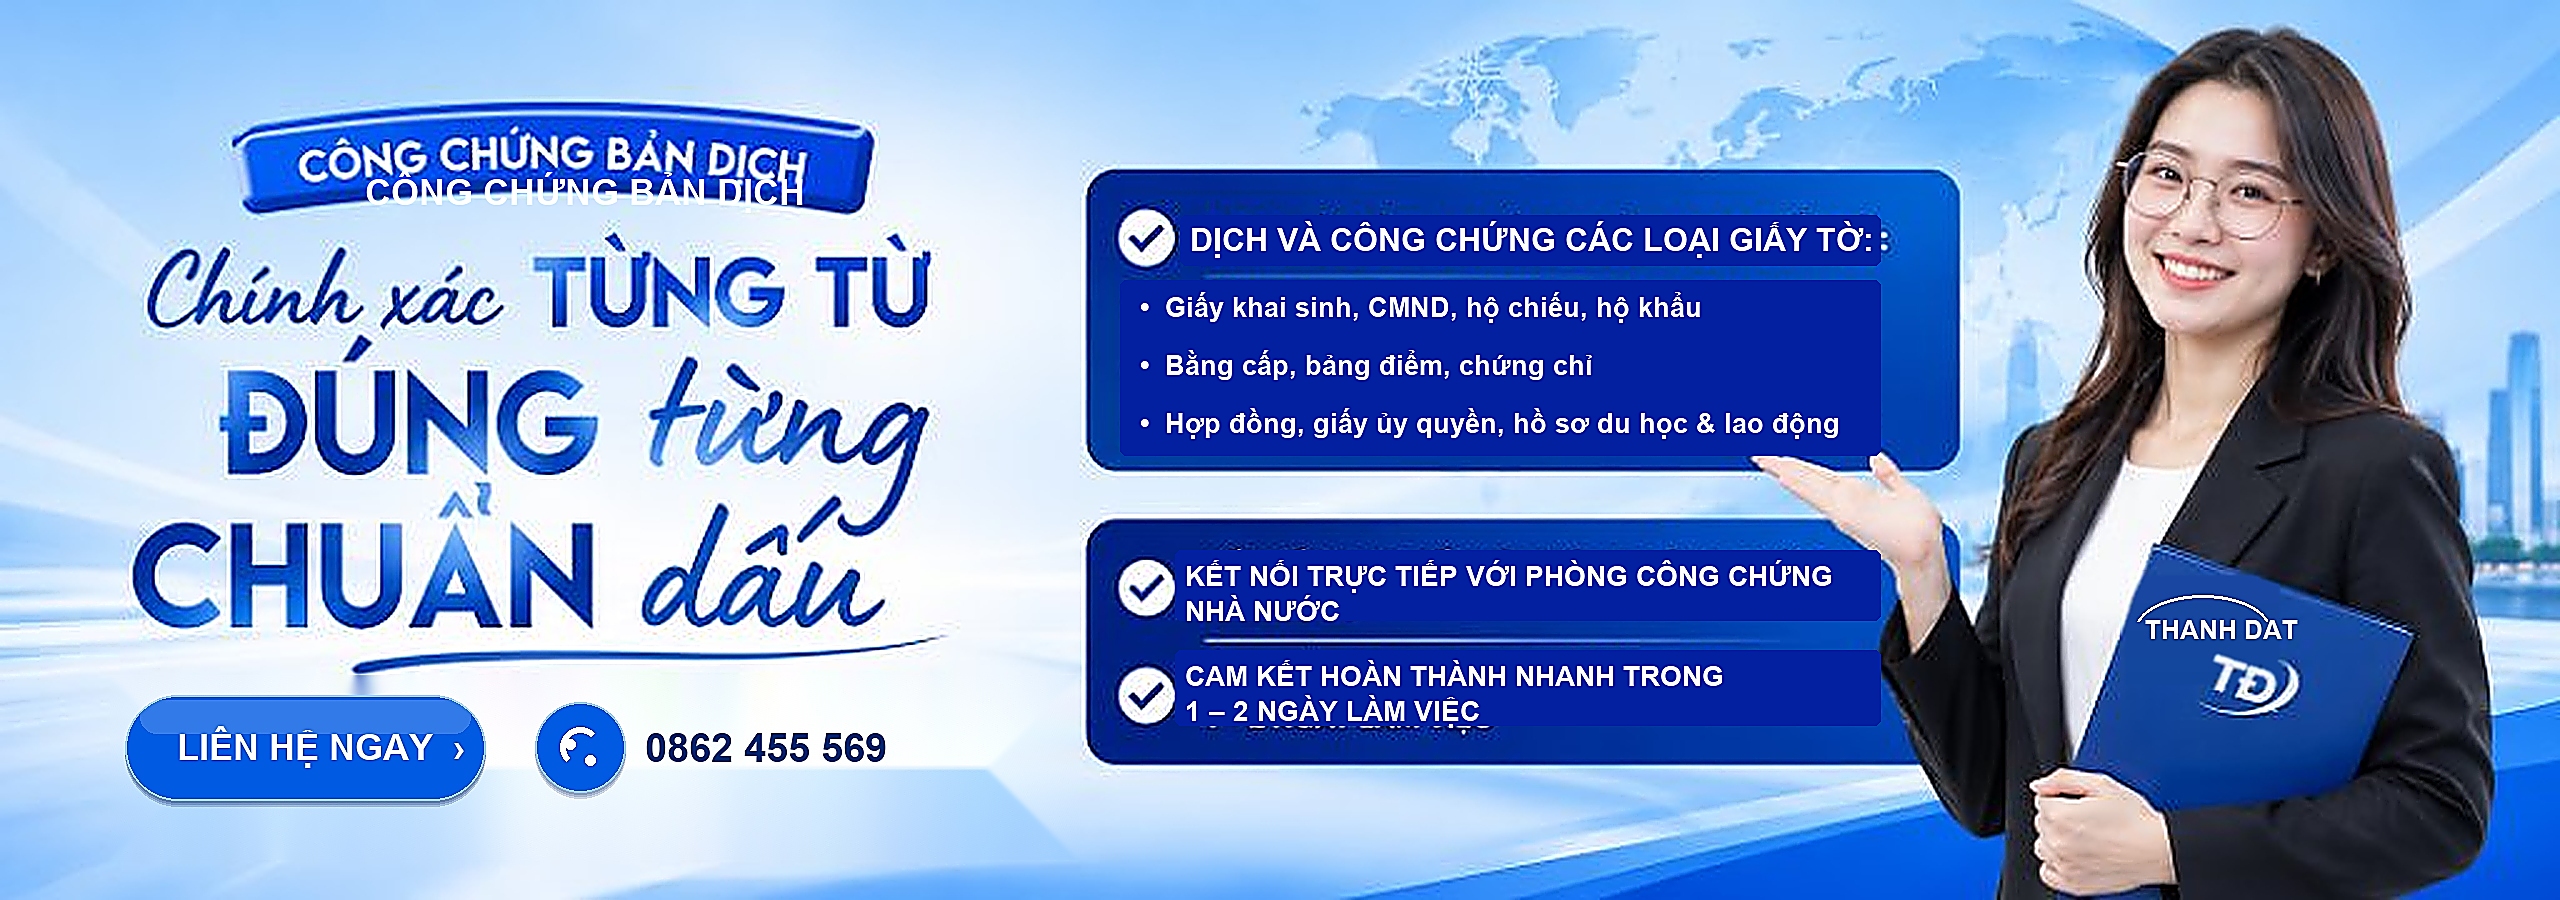 CÔNG CHỨNG BẢN DỊCH
CÔNG CHỨNG BẢN DỊCH
Chính xác TỪNG TỪ
ĐÚNG từng
CHUẨN dấu
LIÊN HỆ NGAY ›
0862 455 569
DỊCH VÀ CÔNG CHỨNG CÁC LOẠI GIẤY TỜ:
• Giấy khai sinh, CMND, hộ chiếu, hộ khẩu
• Bằng cấp, bảng điểm, chứng chỉ
• Hợp đồng, giấy ủy quyền, hồ sơ du học & lao động
KẾT NỐI TRỰC TIẾP VỚI PHÒNG CÔNG CHỨNG
NHÀ NƯỚC
CAM KẾT HOÀN THÀNH NHANH TRONG
1 – 2 NGÀY LÀM VIỆC
THANH DAT
TĐ